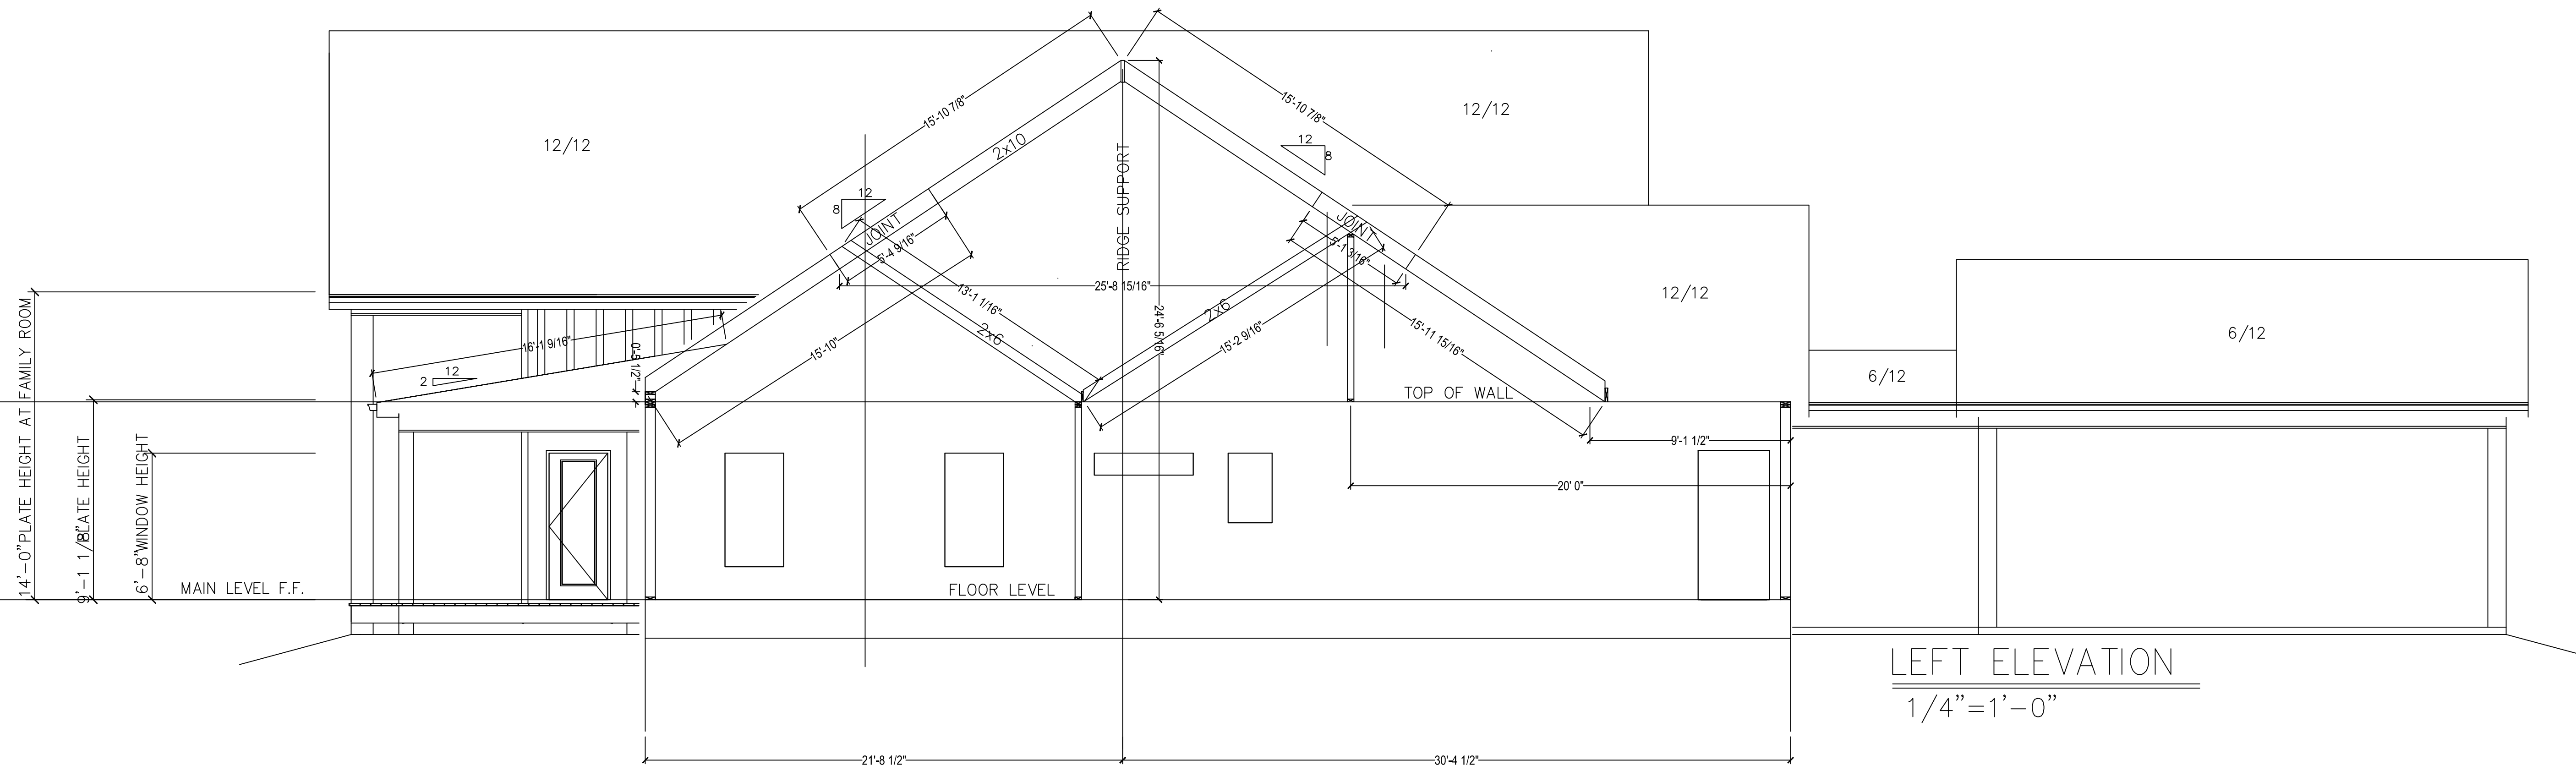 12/12
12/12
12/12
6/12
6/12
15'-10 7/8"
15'-10 7/8"
2x10
12
8
12
8
JOINT
JOINT
5'-4 9/16"
5'-1 3/16"
RIDGE SUPPORT
25'-8 15/16"
24'-6 5/16"
13'-1 1/16"
2x6
2x6
15'-10"
15'-2 9/16"
15'-11 15/16"
16'-1 9/16"
0'-5 1/2"
12
2
TOP OF WALL
9'-1 1/2"
20' 0"
14'-0" PLATE HEIGHT AT FAMILY ROOM
9'-1 1/8" PLATE HEIGHT
6'-8" WINDOW HEIGHT
MAIN LEVEL F.F.
FLOOR LEVEL
21'-8 1/2"
30'-4 1/2"
LEFT ELEVATION
1/4"=1'-0"